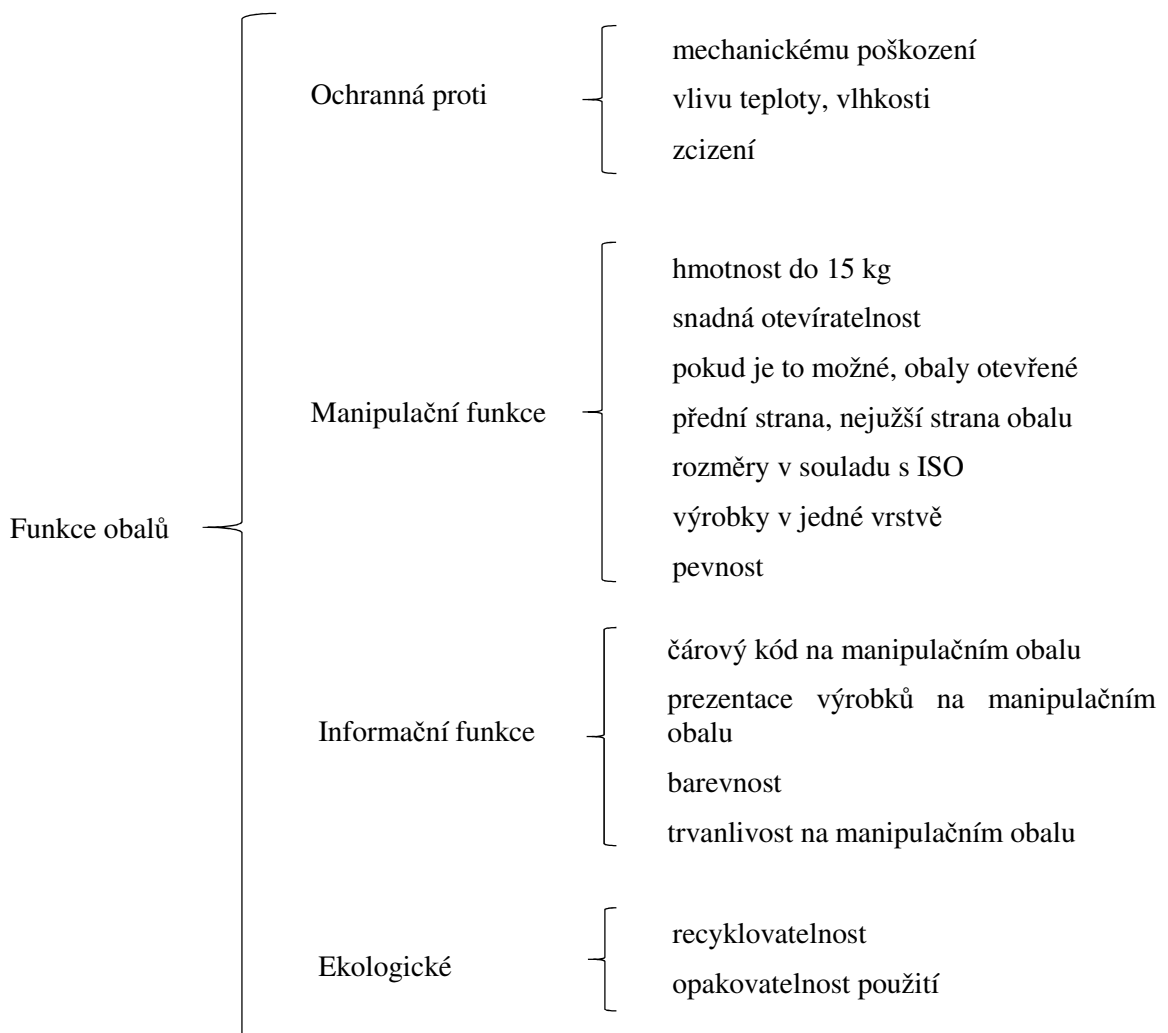 Funkce obalů
Ochranná proti
mechanickému poškození
vlivu teploty, vlhkosti
zcizení
Manipulační funkce
hmotnost do 15 kg
snadná otevíratelnost
pokud je to možné, obaly otevřené
přední strana, nejužší strana obalu
rozměry v souladu s ISO
výrobky v jedné vrstvě
pevnost
Informační funkce
čárový kód na manipulačním obalu
prezentace výrobků na manipulačním
obalu
barevnost
trvanlivost na manipulačním obalu
Ekologické
recyklovatelnost
opakovatelnost použití